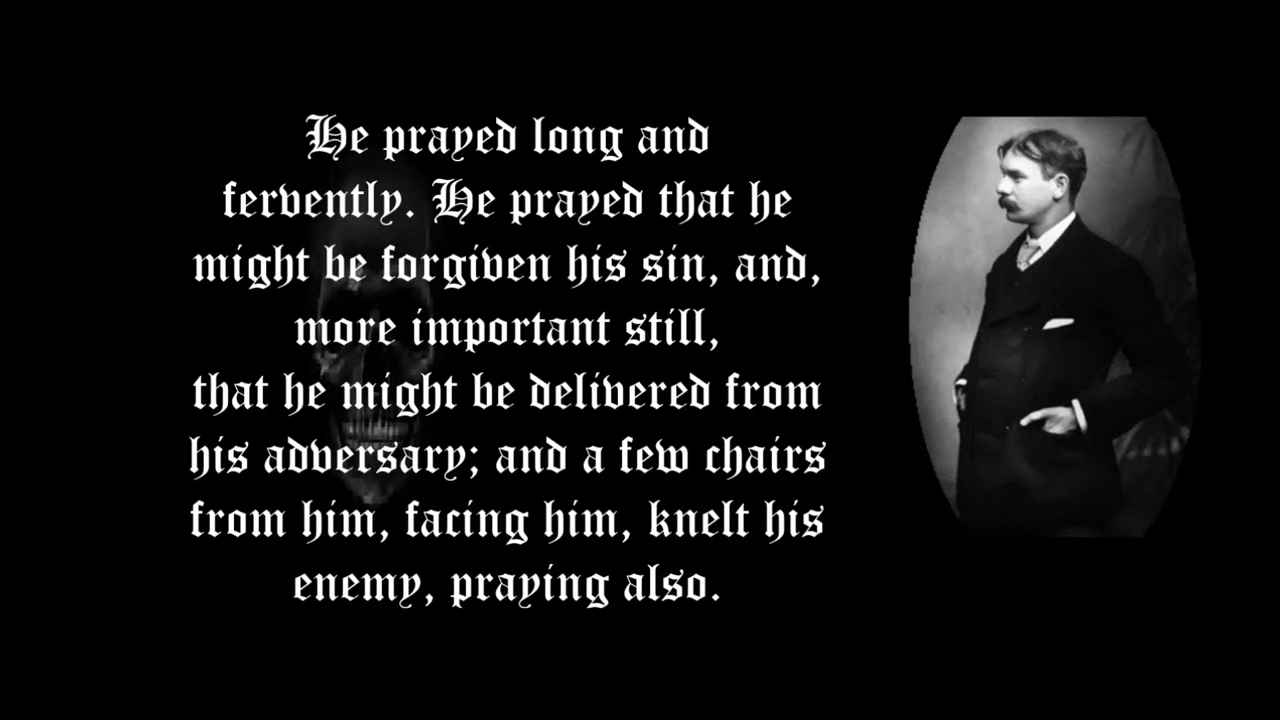 He prayed long and
fervently. He prayed that he
might be forgiven his sin, and,
more important still,
that he might be delivered from
his adversary; and a few chairs
from him, facing him, knelt his
enemy, praying also.